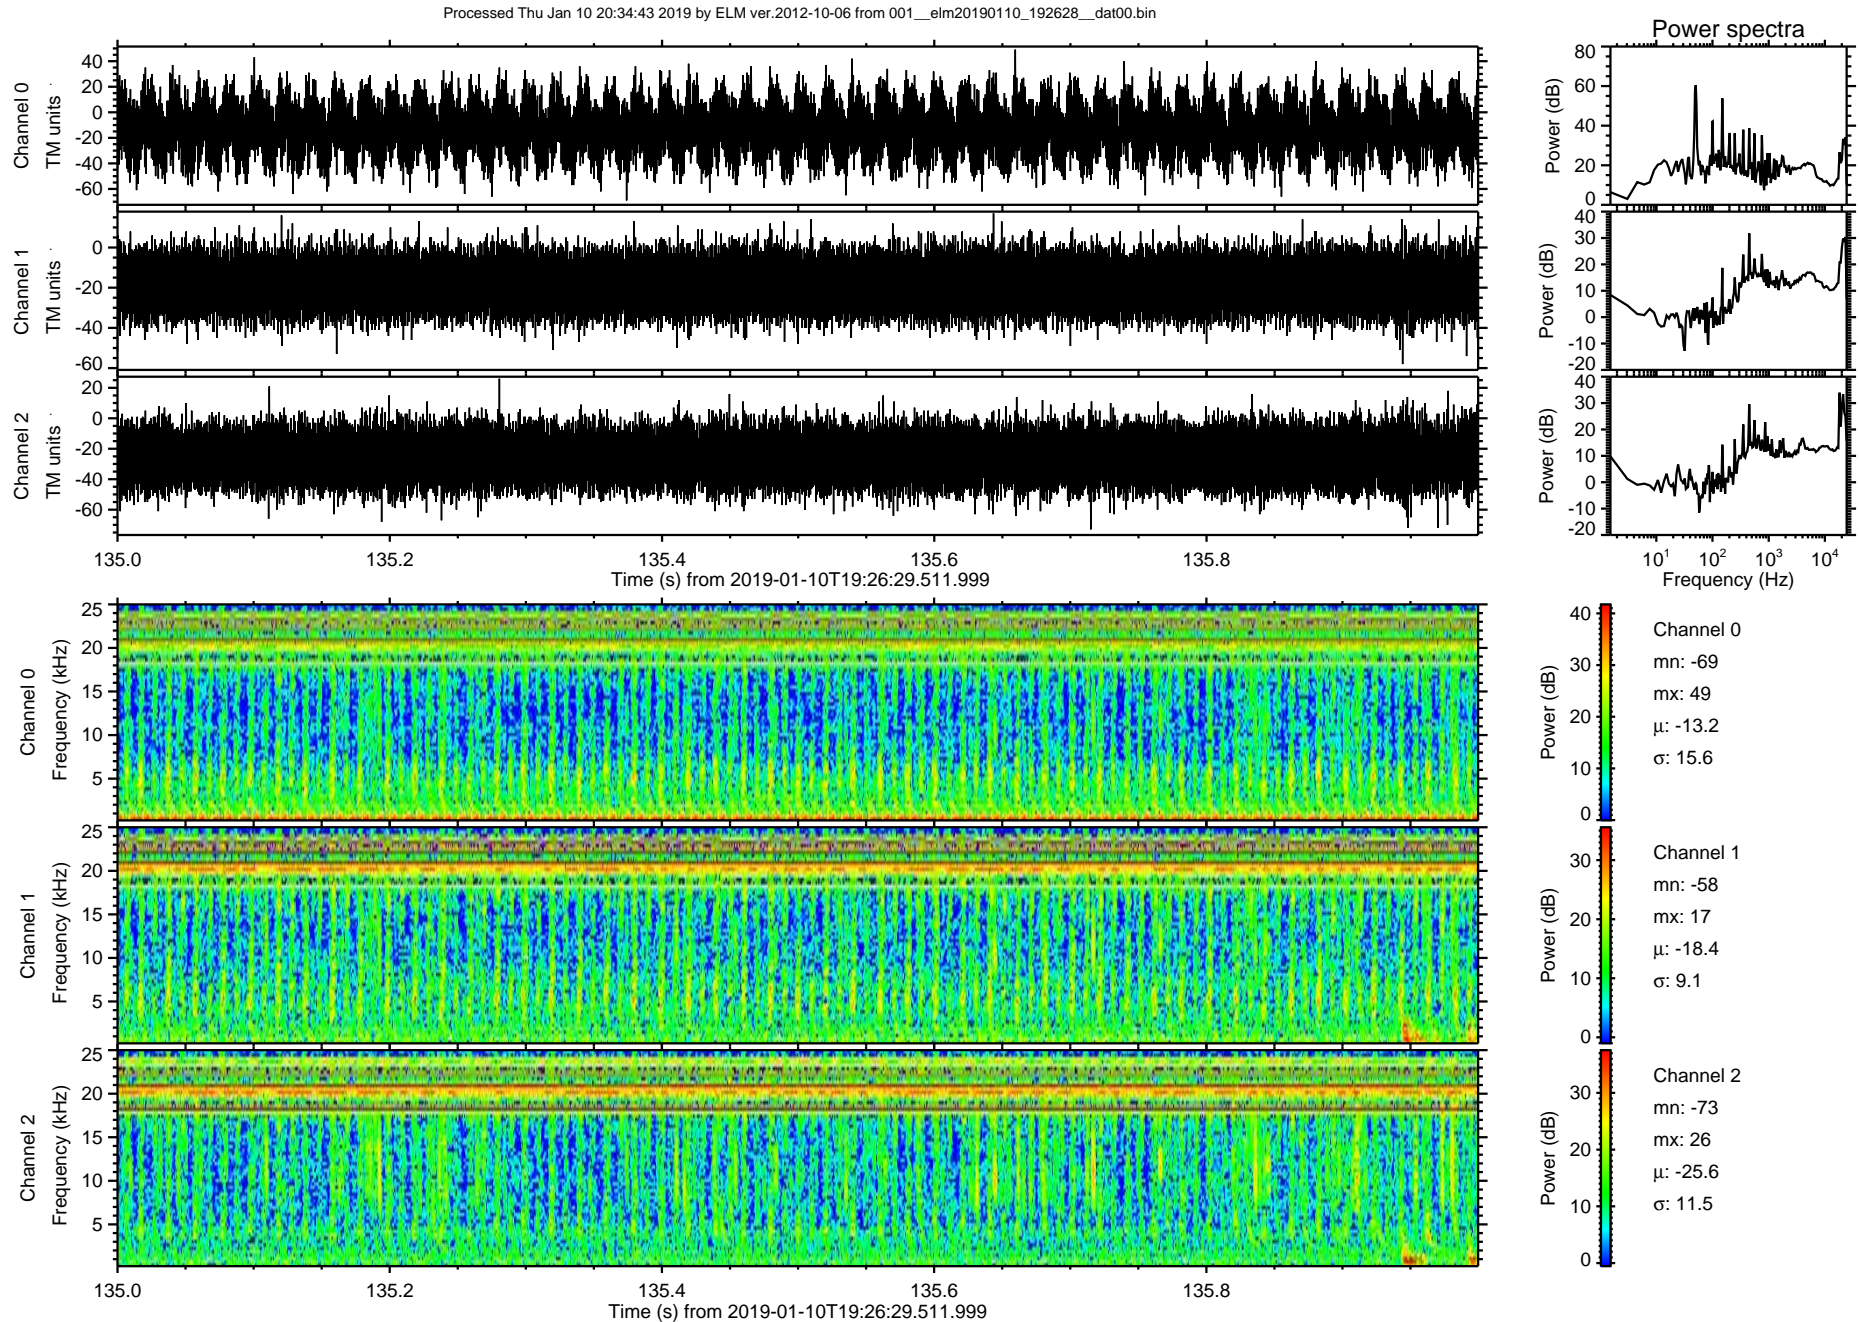 Processed Thu Jan 10 20:34:43 2019 by ELM ver.2012-10-06 from 001__elm20190110_192628__dat00.bin
Power spectra
Channel 0
TM units
40
20
0
-20
-40
-60
Power (dB)
80
60
40
20
0
Channel 1
TM units
0
-20
-40
-60
Power (dB)
40
30
20
10
0
-10
-20
Channel 2
TM units
20
0
-20
-40
-60
Power (dB)
40
30
20
10
0
-10
-20
135.0 135.2 135.4 135.6 135.8
Time (s) from 2019-01-10T19:26:29.511.999
10¹ 10² 10³ 10⁴
Frequency (Hz)
Channel 0
Frequency (kHz)
25
20
15
10
5
Power (dB)
40
30
20
10
0
Channel 0
mn: -69
mx: 49
μ: -13.2
σ: 15.6
Channel 1
Frequency (kHz)
25
20
15
10
5
Power (dB)
30
20
10
0
Channel 1
mn: -58
mx: 17
μ: -18.4
σ: 9.1
Channel 2
Frequency (kHz)
25
20
15
10
5
Power (dB)
30
20
10
0
Channel 2
mn: -73
mx: 26
μ: -25.6
σ: 11.5
135.0 135.2 135.4 135.6 135.8
Time (s) from 2019-01-10T19:26:29.511.999